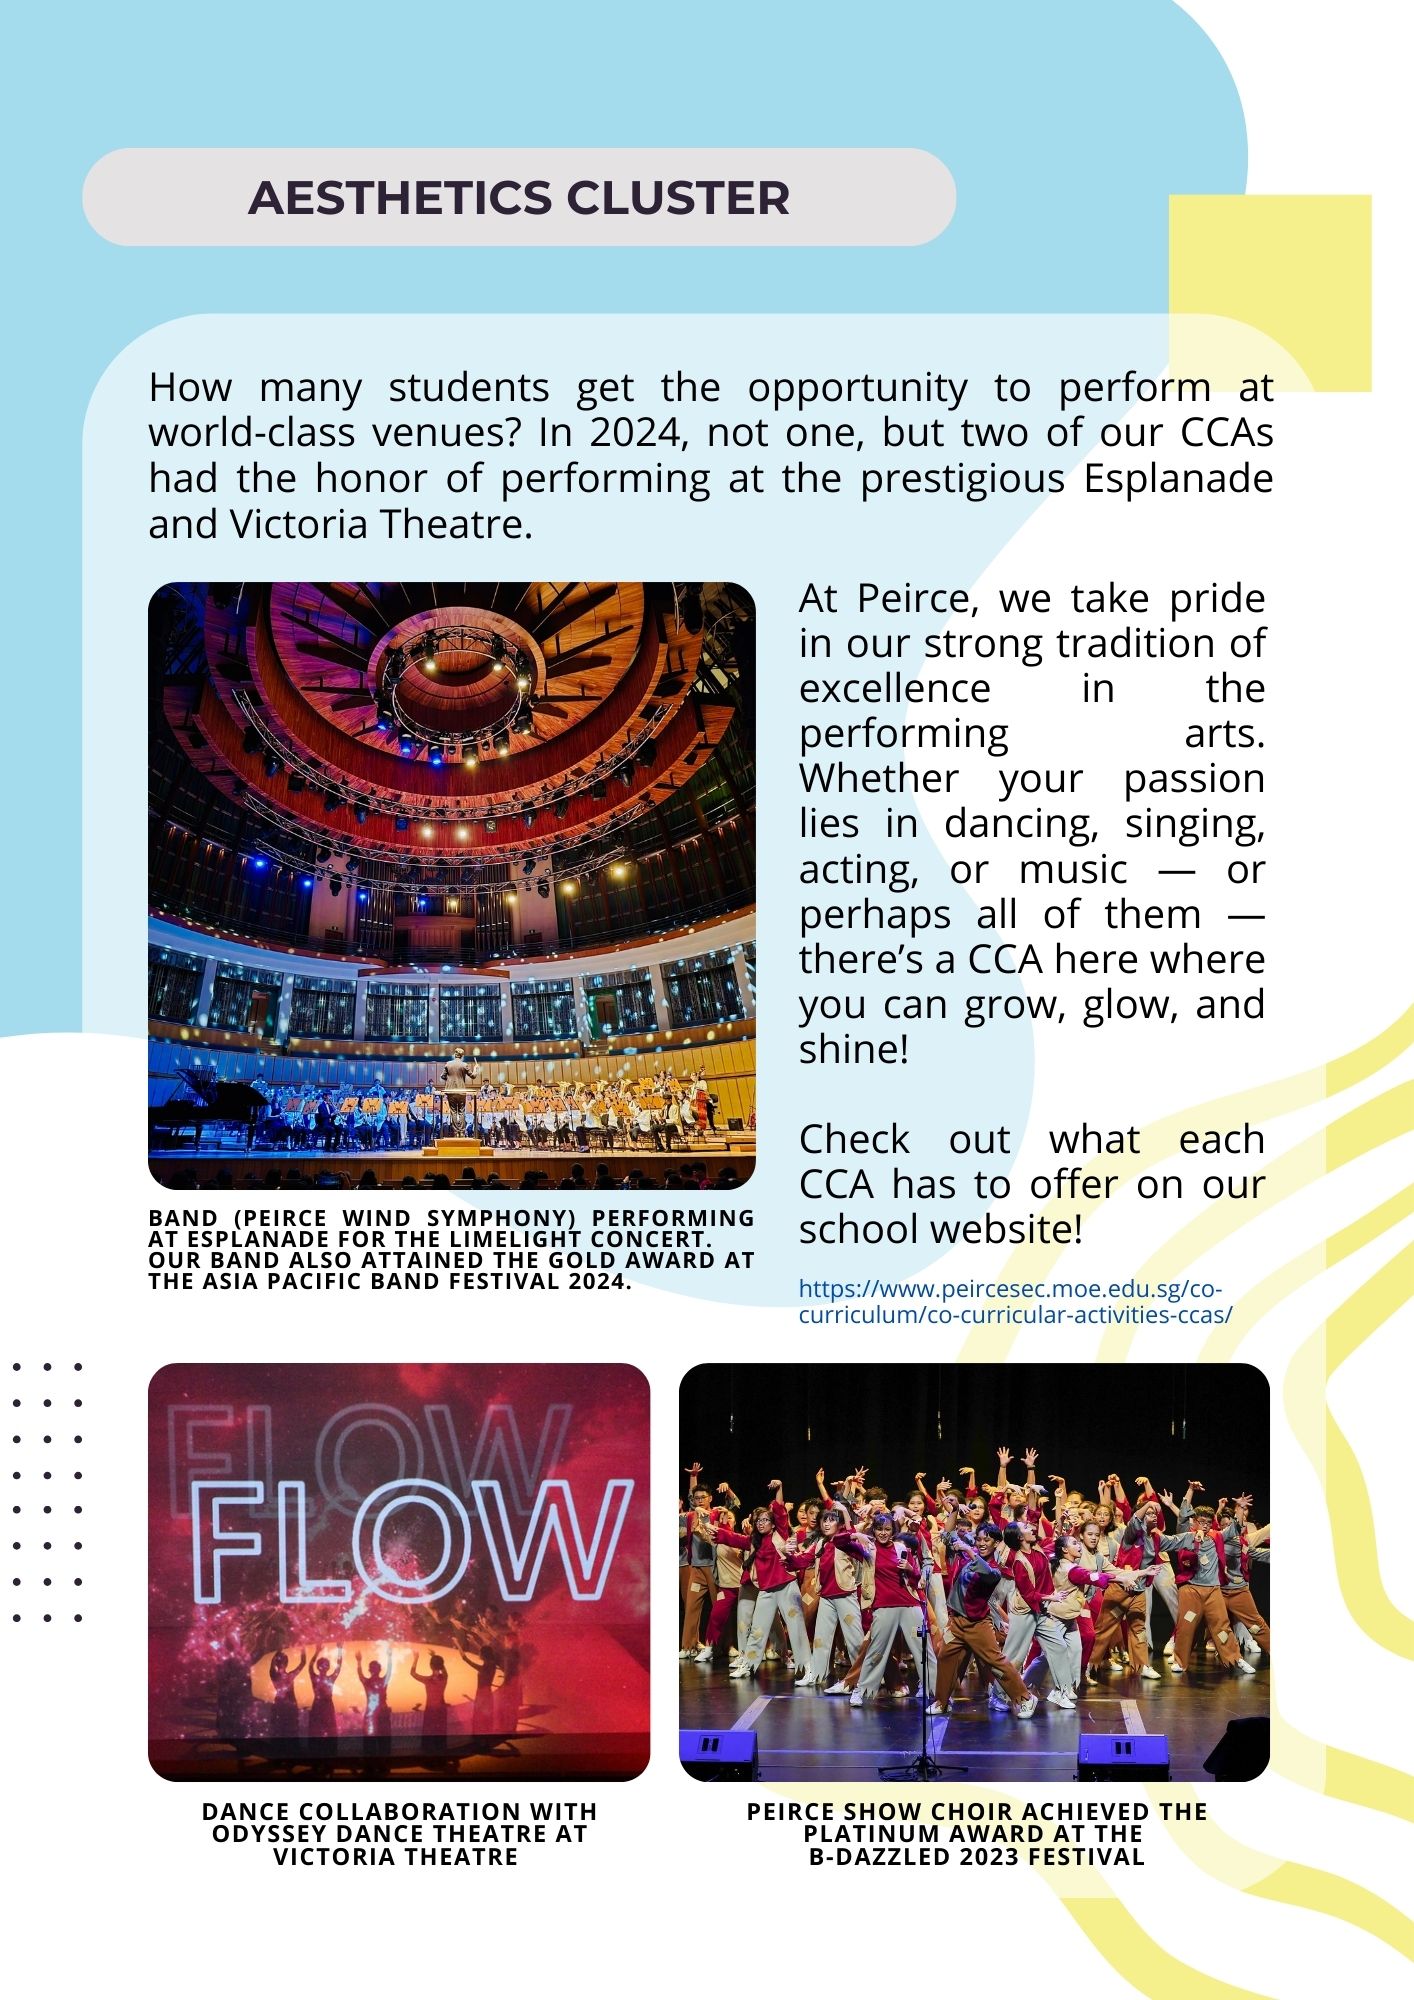 AESTHETICS CLUSTER
How many students get the opportunity to perform at
world-class venues? In 2024, not one, but two of our CCAs
had the honor of performing at the prestigious Esplanade
and Victoria Theatre.
At Peirce, we take pride
in our strong tradition of
excellence in the
performing arts.
Whether your passion
lies in dancing, singing,
acting, or music — or
perhaps all of them —
there’s a CCA here where
you can grow, glow, and
shine!
Check out what each
CCA has to offer on our
school website!
https://www.peircesec.moe.edu.sg/co-
curriculum/co-curricular-activities-ccas/
BAND (PEIRCE WIND SYMPHONY) PERFORMING
AT ESPLANADE FOR THE LIMELIGHT CONCERT.
OUR BAND ALSO ATTAINED THE GOLD AWARD AT
THE ASIA PACIFIC BAND FESTIVAL 2024.
FLOW
FLOW
DANCE COLLABORATION WITH
ODYSSEY DANCE THEATRE AT
VICTORIA THEATRE
PEIRCE SHOW CHOIR ACHIEVED THE
PLATINUM AWARD AT THE
B-DAZZLED 2023 FESTIVAL